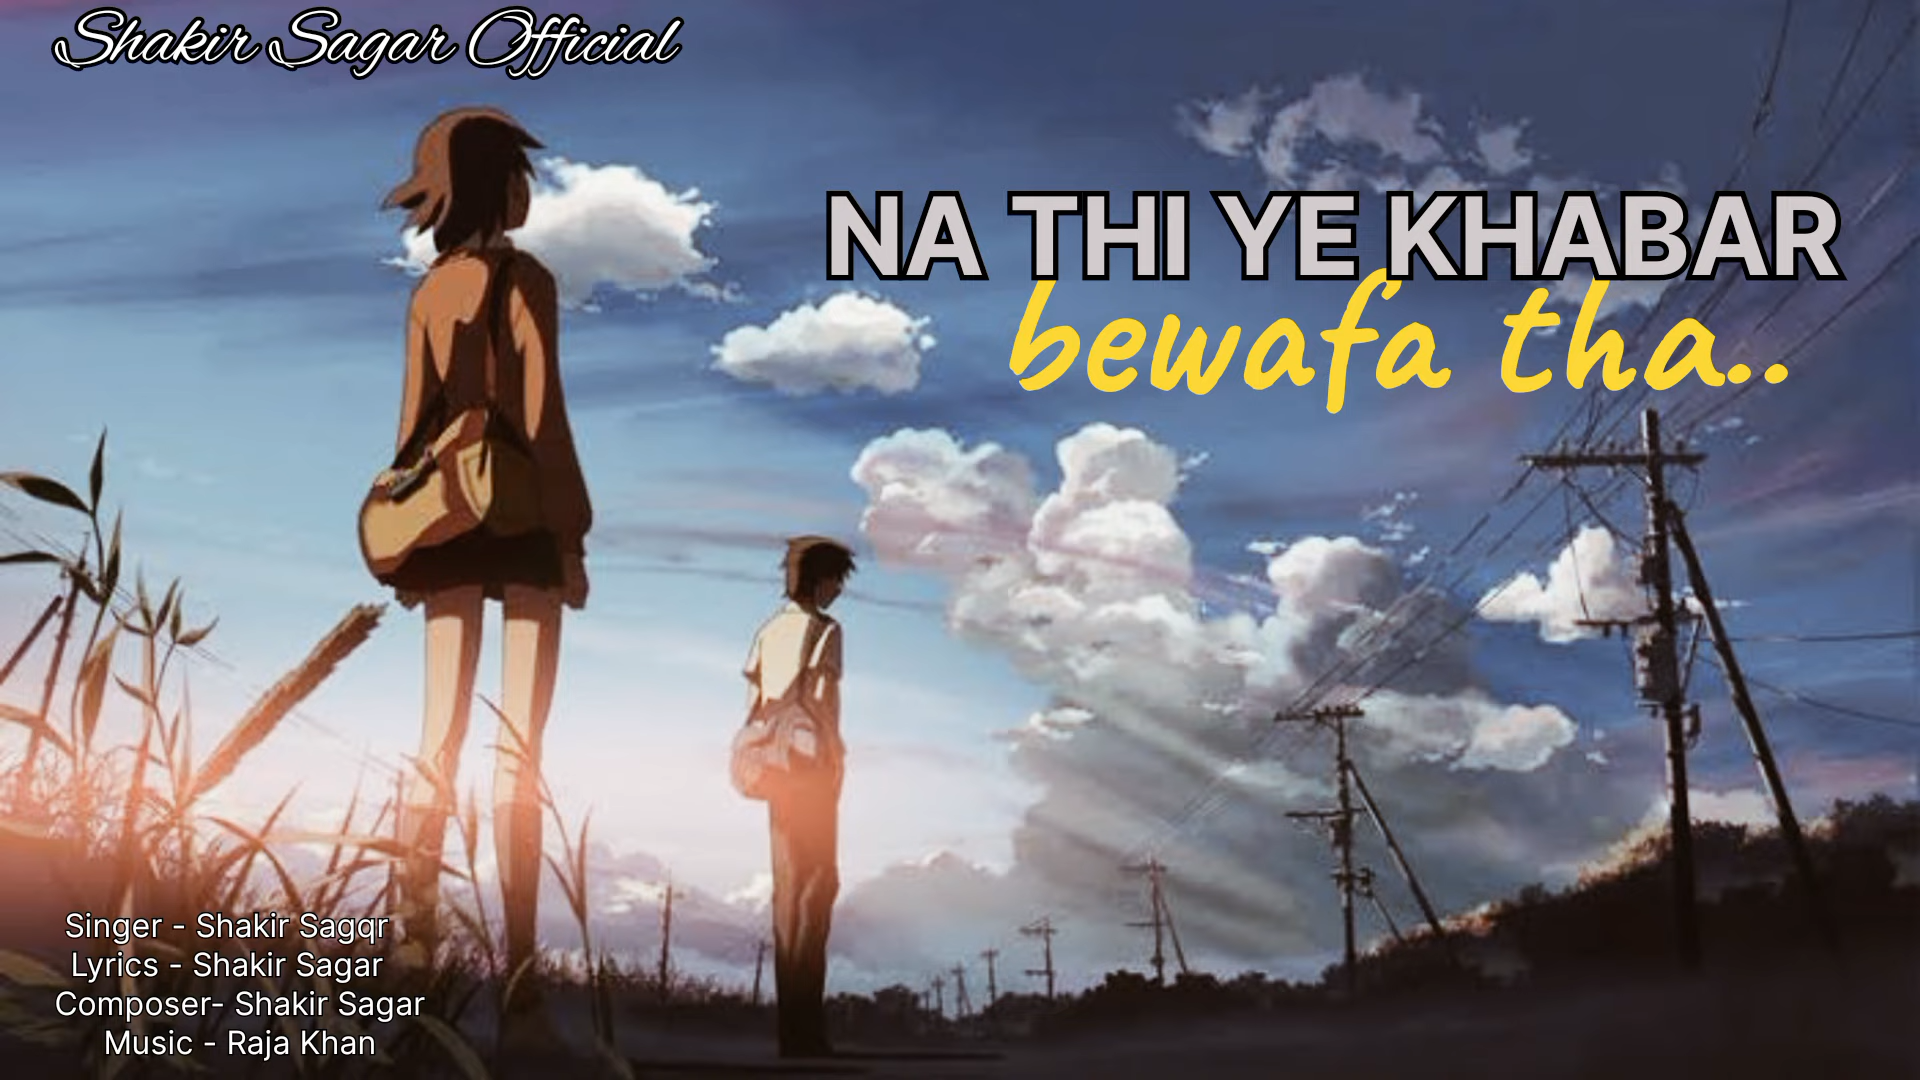 Shakir Sagar Official
NA THI YE KHABAR
bewafa tha..
Singer - Shakir Sagqr
Lyrics - Shakir Sagar
Composer- Shakir Sagar
Music - Raja Khan